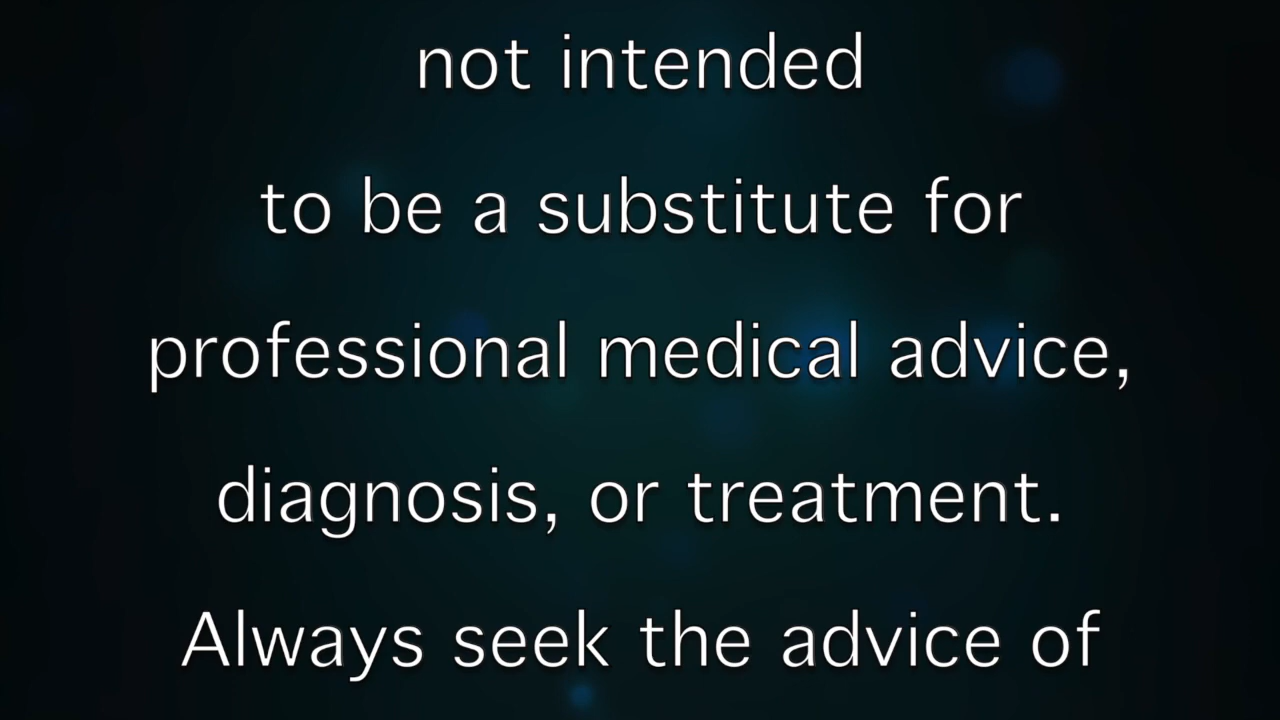 not intended
to be a substitute for
professional medical advice,
diagnosis, or treatment.
Always seek the advice of